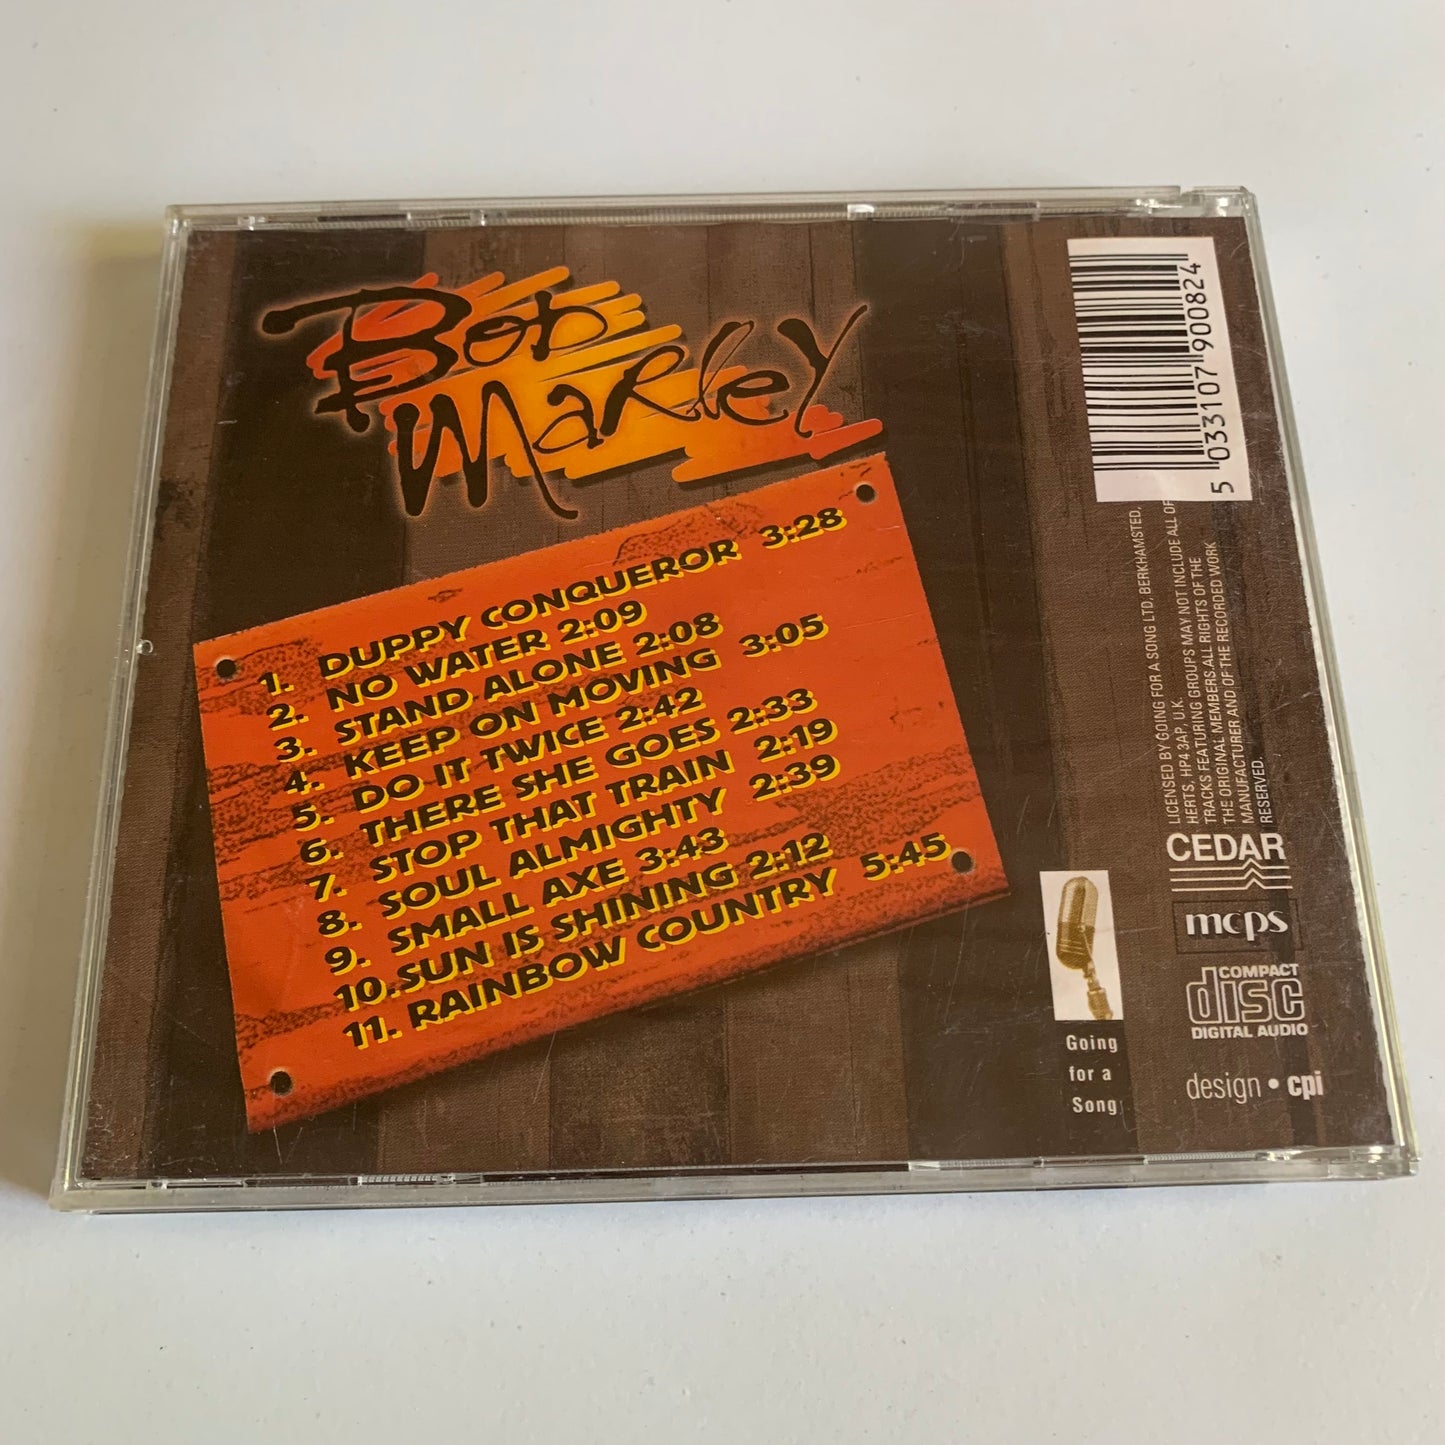 Bob
Marley
1. DUPPY CONQUEROR 3:28
2. NO WATER 2:09
3. STAND ALONE 2:08
4. KEEP ON MOVING 3:05
5. DO IT TWICE 2:42
6. THERE SHE GOES 2:33
7. STOP THAT TRAIN 2:19
8. SOUL ALMIGHTY 2:39
9. SMALL AXE 3:43
10. SUN IS SHINING 2:12
11. RAINBOW COUNTRY 5:45
5 033107 900824
LICENSED BY GOING FOR A SONG LTD, BERKHAMSTED,
HERTS, HP4 3AP, U.K.
TRACKS FEATURING GROUPS MAY NOT INCLUDE ALL OF
THE ORIGINAL MEMBERS. ALL RIGHTS OF THE
MANUFACTURER AND OF THE RECORDED WORK
RESERVED.
CEDAR
mcps
COMPACT
disc
DIGITAL AUDIO
design • cpi
Going
for a
Song